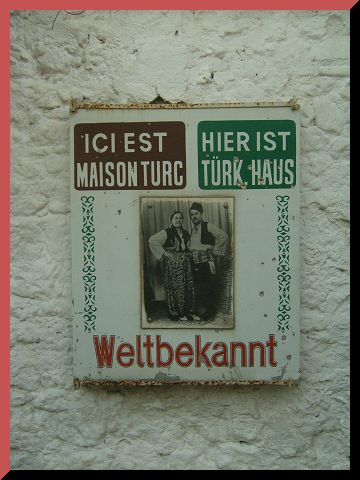 ICI EST
MAISON TURC
HIER IST
TÜRK HAUS
Weltbekannt